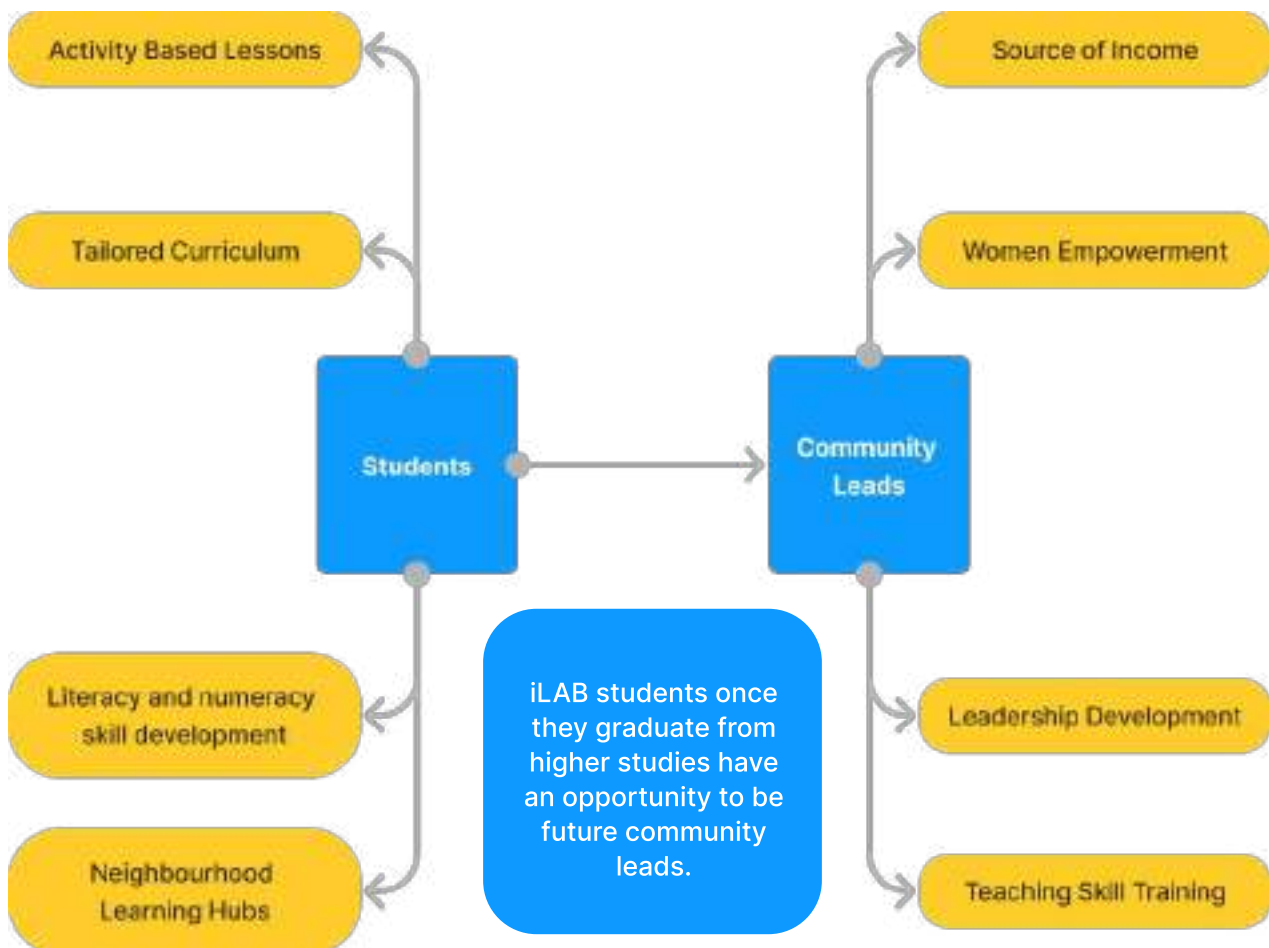 Activity Based Lessons
Source of Income
Tailored Curriculum
Women Empowerment
Students
Community
Leads
Literacy and numeracy
skill development
Neighbourhood
Learning Hubs
iLAB students once
they graduate from
higher studies have
an opportunity to be
future community
leads.
Leadership Development
Teaching Skill Training